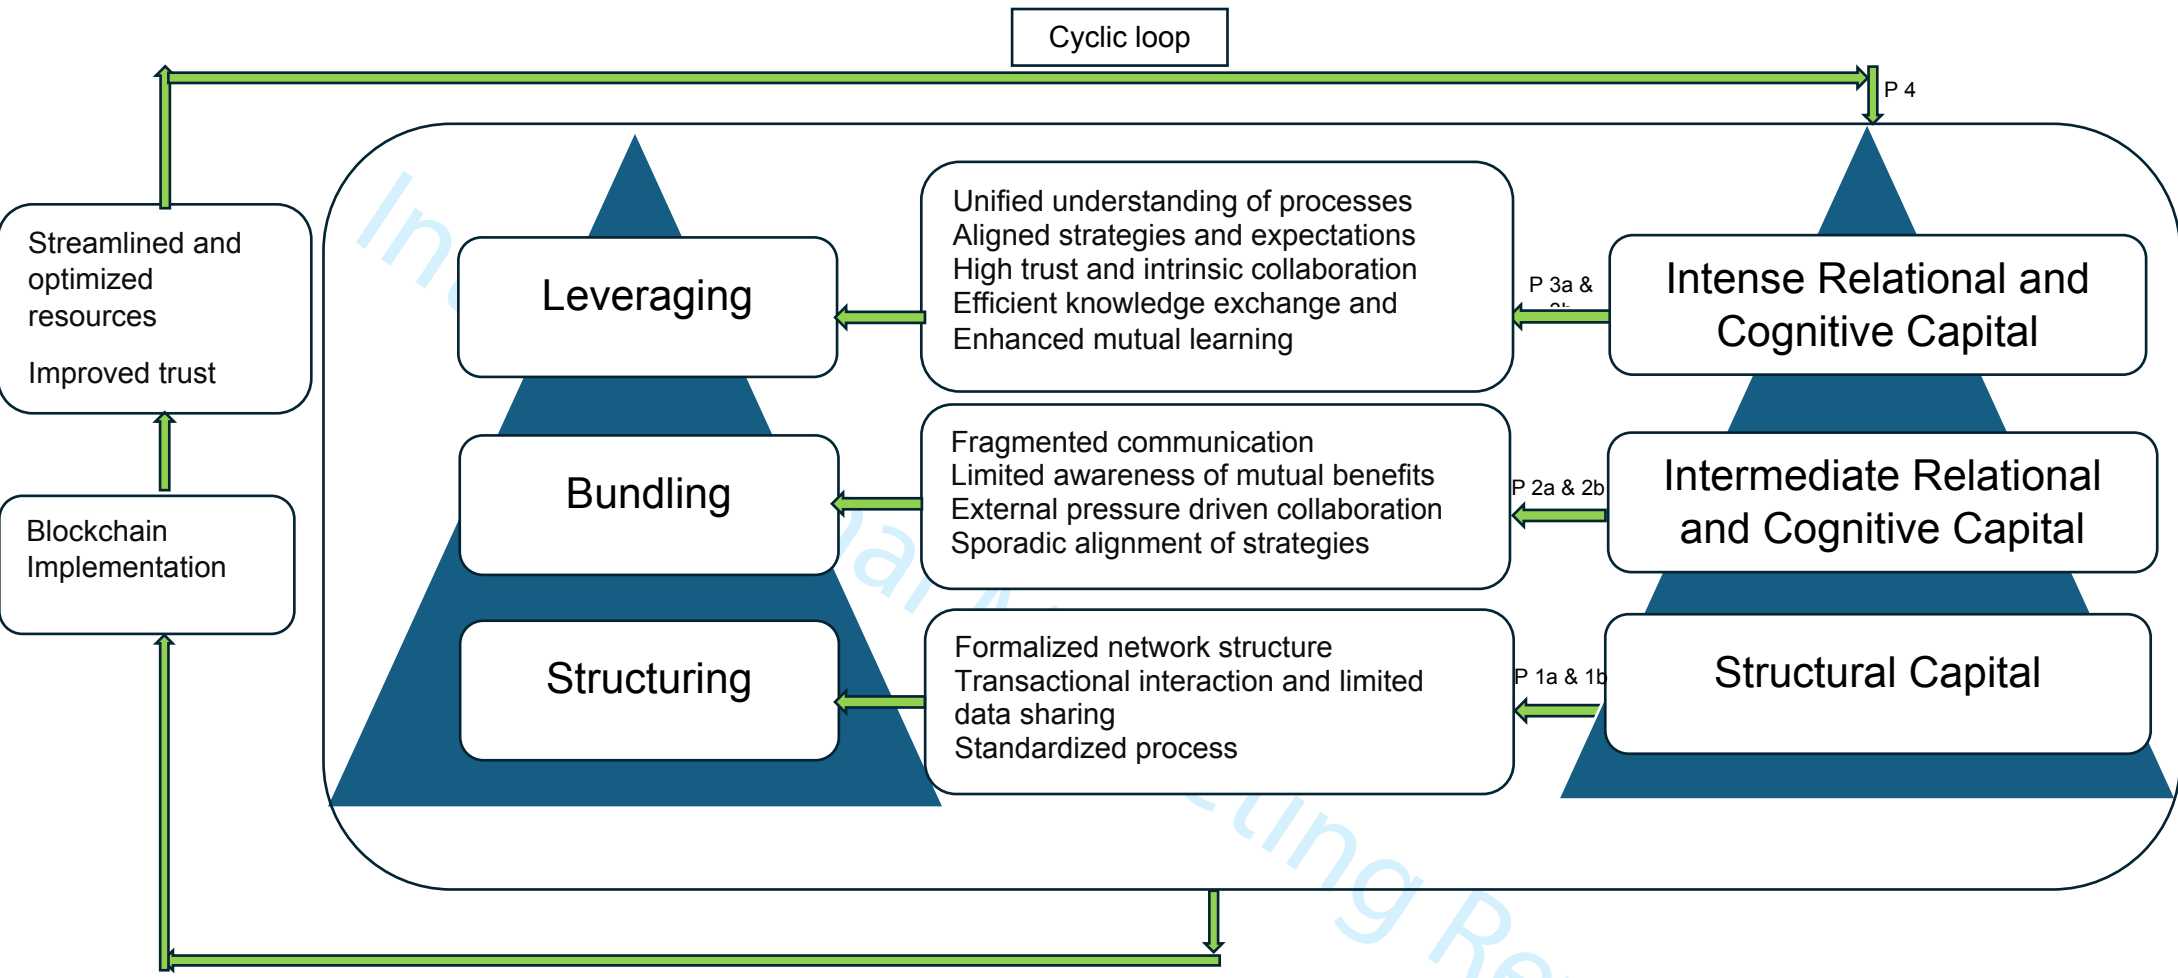 Cyclic loop
P 4
Streamlined and
optimized
resources
Improved trust
Blockchain
Implementation
Leveraging
Unified understanding of processes
Aligned strategies and expectations
High trust and intrinsic collaboration
Efficient knowledge exchange and
Enhanced mutual learning
P 3a &
Intense Relational and
Cognitive Capital
Bundling
Fragmented communication
Limited awareness of mutual benefits
External pressure driven collaboration
Sporadic alignment of strategies
P 2a & 2b
Intermediate Relational
and Cognitive Capital
Structuring
Formalized network structure
Transactional interaction and limited
data sharing
Standardized process
P 1a & 1b
Structural Capital